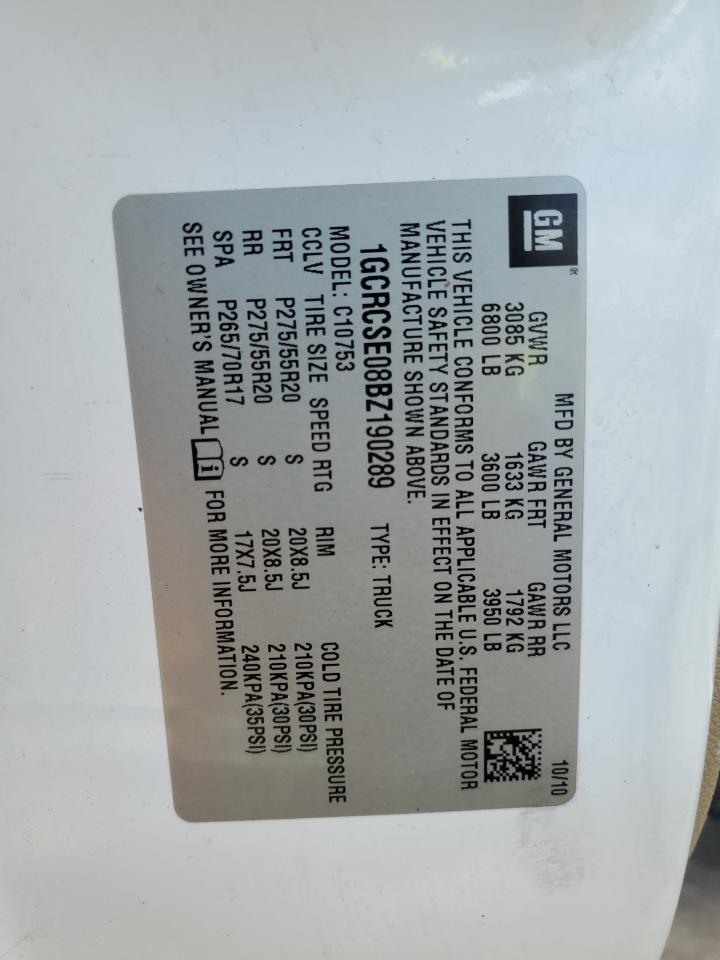 GM®
MFD BY GENERAL MOTORS LLC 10/10
GVWR GAWR FRT GAWR RR
3085 KG 1633 KG 1792 KG
6800 LB 3600 LB 3950 LB
THIS VEHICLE CONFORMS TO ALL APPLICABLE U.S. FEDERAL MOTOR
VEHICLE SAFETY STANDARDS IN EFFECT ON THE DATE OF
MANUFACTURE SHOWN ABOVE.
1GCRCSE08BZ190289 TYPE: TRUCK
MODEL: C10753
CCLV TIRE SIZE SPEED RTG RIM COLD TIRE PRESSURE
FRT P275/55R20 S 20X8.5J 210KPA(30PSI)
RR P275/55R20 S 20X8.5J 210KPA(30PSI)
SPA P265/70R17 S 17X7.5J 240KPA(35PSI)
SEE OWNER'S MANUAL FOR MORE INFORMATION.